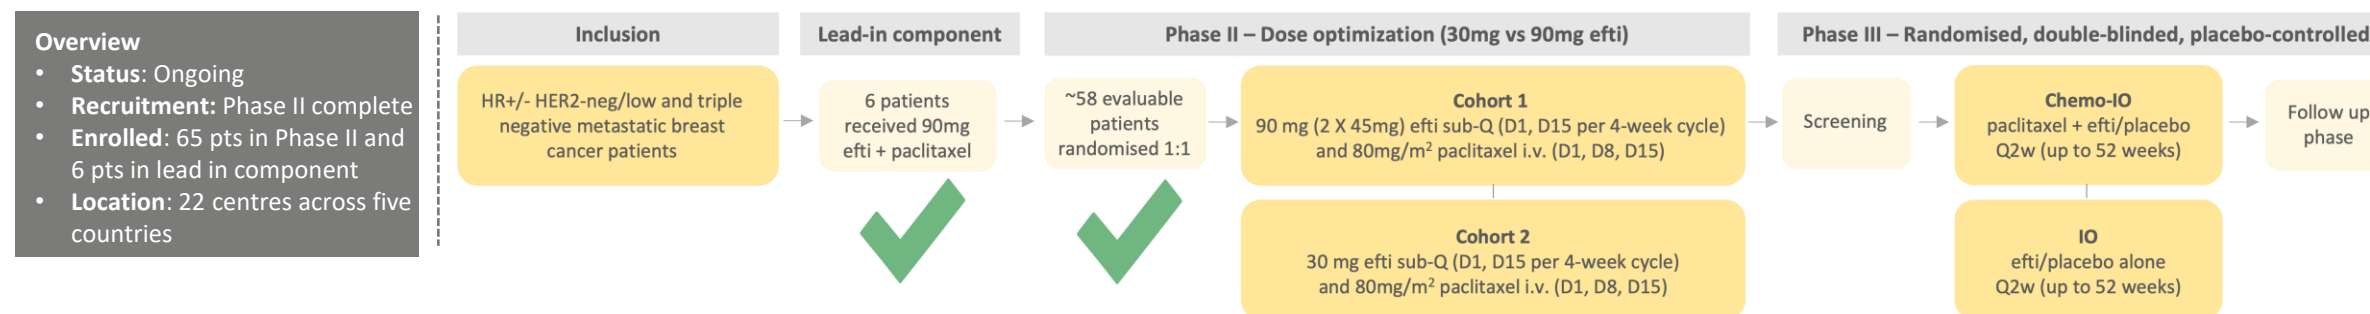 Overview
• Status: Ongoing
• Recruitment: Phase II complete
• Enrolled: 65 pts in Phase II and
6 pts in lead in component
• Location: 22 centres across five
countries
Inclusion
HR+/- HER2-neg/low and triple
negative metastatic breast
cancer patients
Lead-in component
6 patients
received 90mg
efti + paclitaxel
Phase II – Dose optimization (30mg vs 90mg efti)
~58 evaluable
patients
randomised 1:1
Cohort 1
90 mg (2 X 45mg) efti sub-Q (D1, D15 per 4-week cycle)
and 80mg/m² paclitaxel i.v. (D1, D8, D15)
Cohort 2
30 mg efti sub-Q (D1, D15 per 4-week cycle)
and 80mg/m² paclitaxel i.v. (D1, D8, D15)
Phase III – Randomised, double-blinded, placebo-controlled
Screening
Chemo-IO
paclitaxel + efti/placebo
Q2w (up to 52 weeks)
IO
efti/placebo alone
Q2w (up to 52 weeks)
Follow up
phase